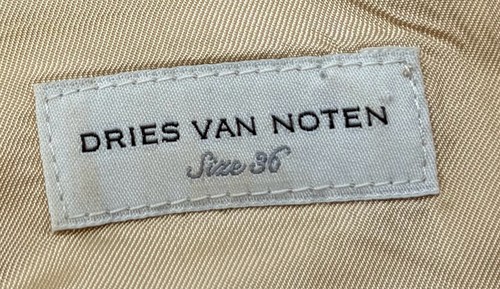 DRIES VAN NOTEN
Size 36